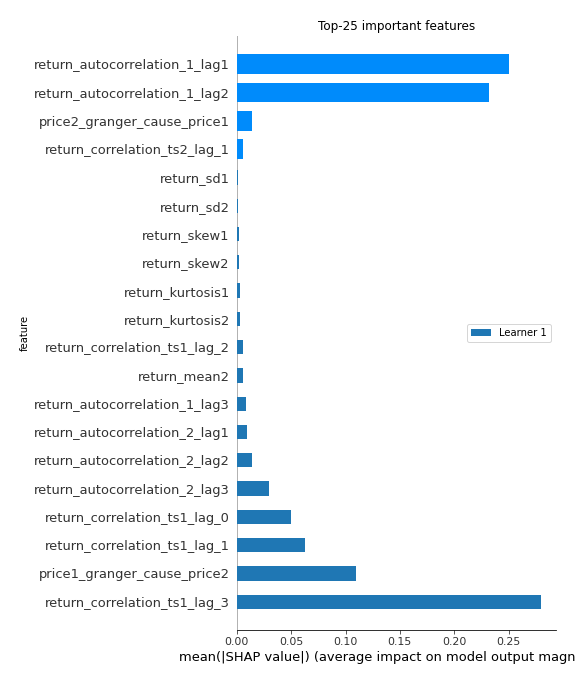 Top-25 important features
return_autocorrelation_1_lag1
return_autocorrelation_1_lag2
price2_granger_cause_price1
return_correlation_ts2_lag_1
return_sd1
return_sd2
return_skew1
return_skew2
return_kurtosis1
return_kurtosis2
return_correlation_ts1_lag_2
return_mean2
return_autocorrelation_1_lag3
return_autocorrelation_2_lag1
return_autocorrelation_2_lag2
return_autocorrelation_2_lag3
return_correlation_ts1_lag_0
return_correlation_ts1_lag_1
price1_granger_cause_price2
return_correlation_ts1_lag_3
feature
Learner 1
0.00 0.05 0.10 0.15 0.20 0.25
mean(|SHAP value|) (average impact on model output magn